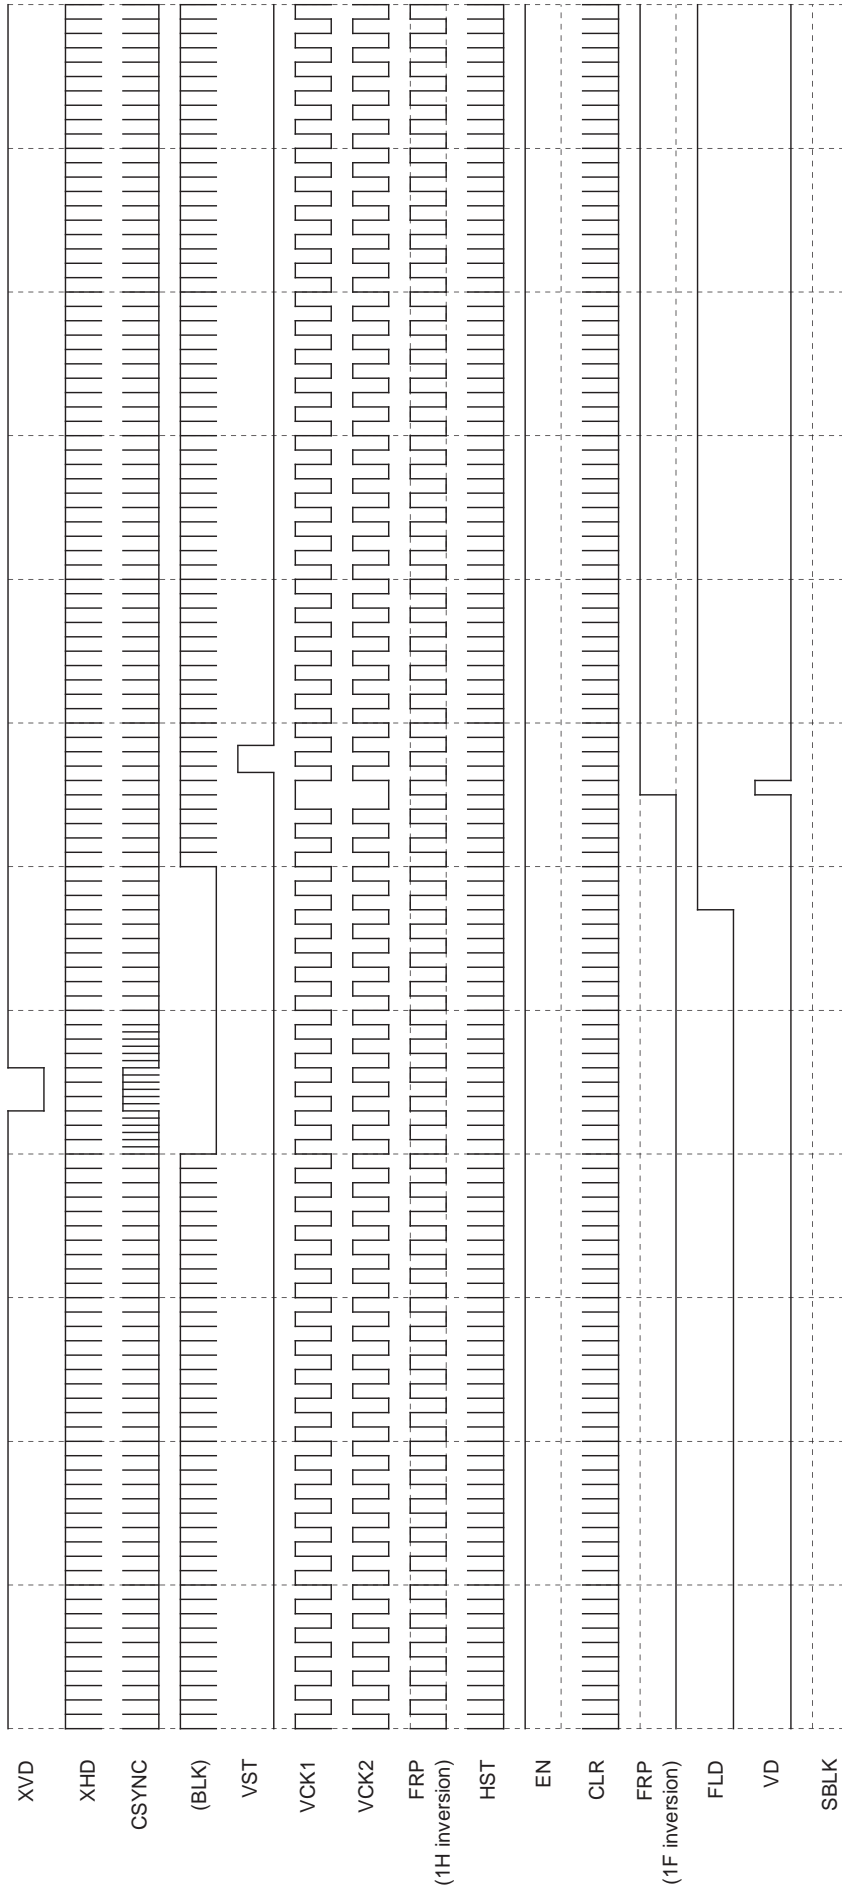 XVD
XHD
CSYNC
(BLK)
VST
VCK1
VCK2
FRP
(1H inversion)
HST
EN
CLR
FRP
(1F inversion)
FLD
VD
SBLK